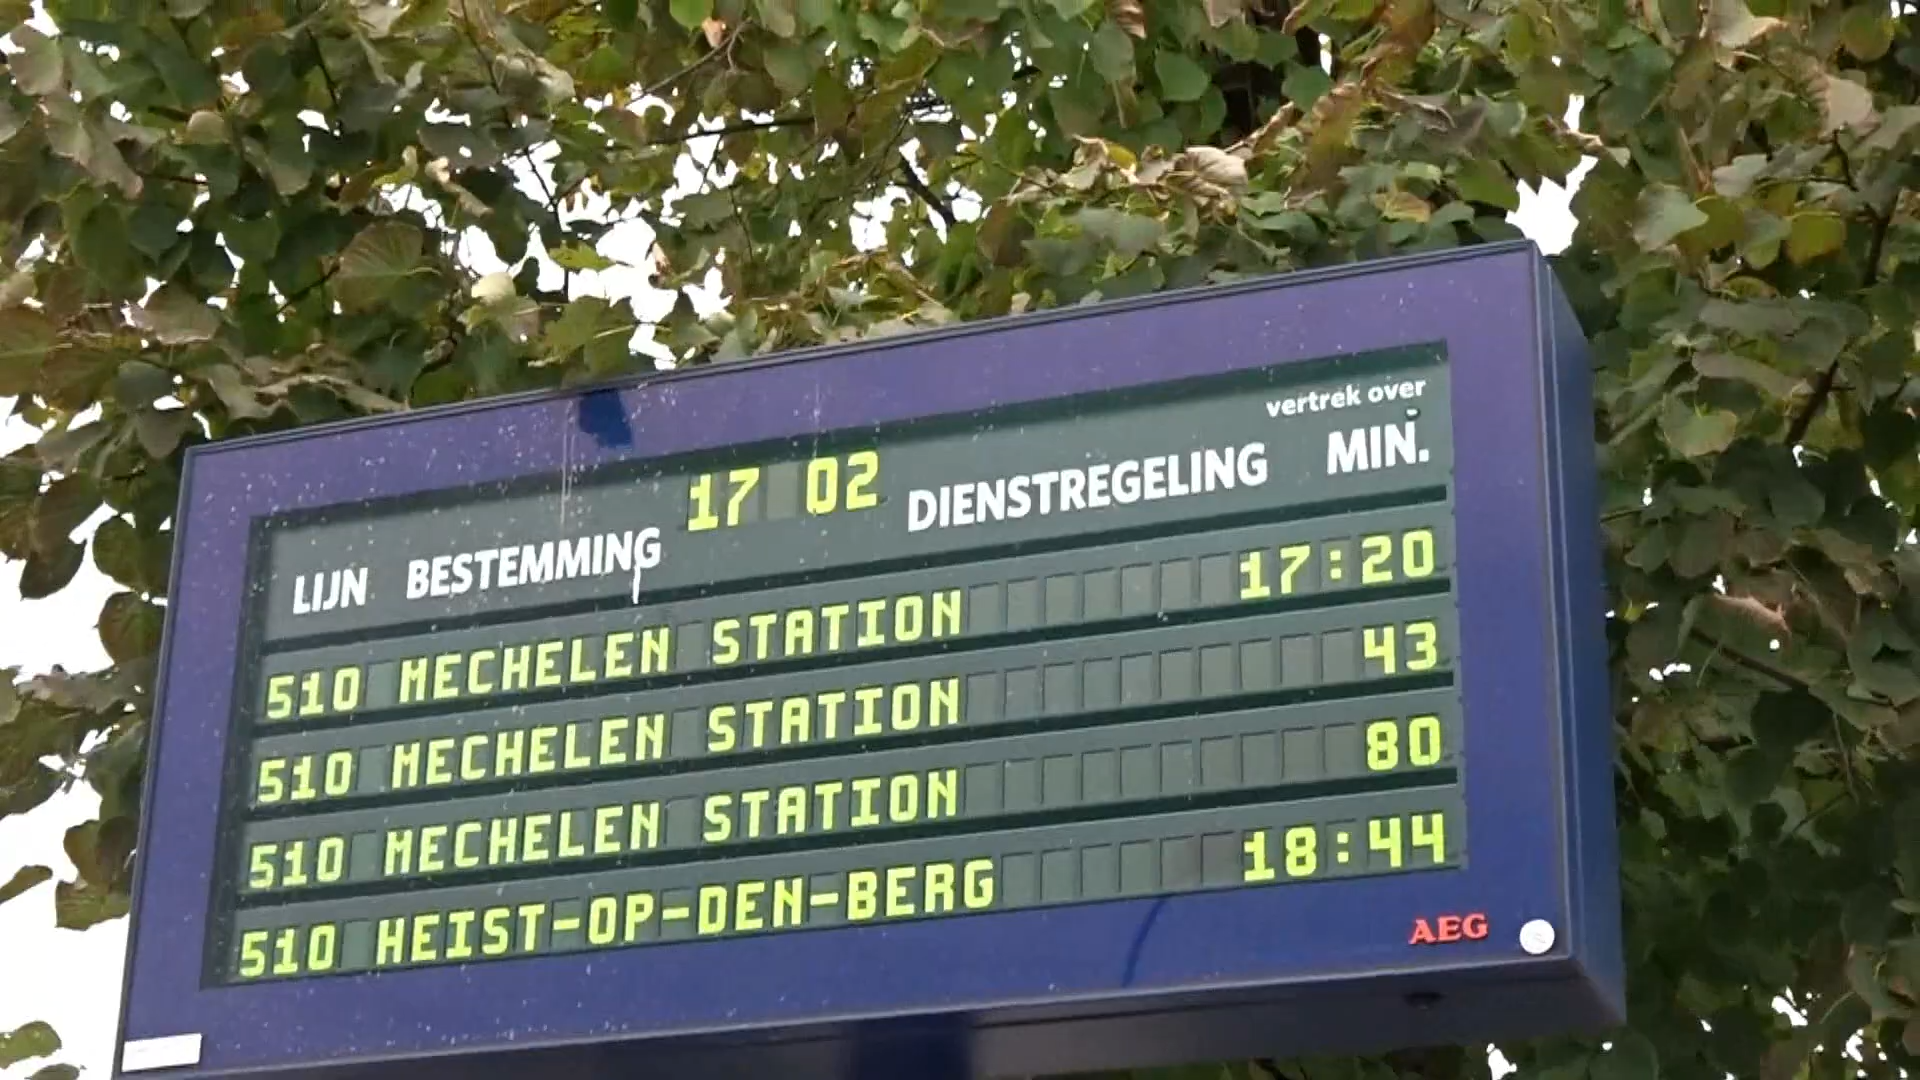 vertrek over
17 02 DIENSTREGELING MIN.
LIJN BESTEMMING
510 MECHELEN STATION 17:20
510 MECHELEN STATION 43
510 MECHELEN STATION 80
510 HEIST-OP-DEN-BERG 18:44
AEG